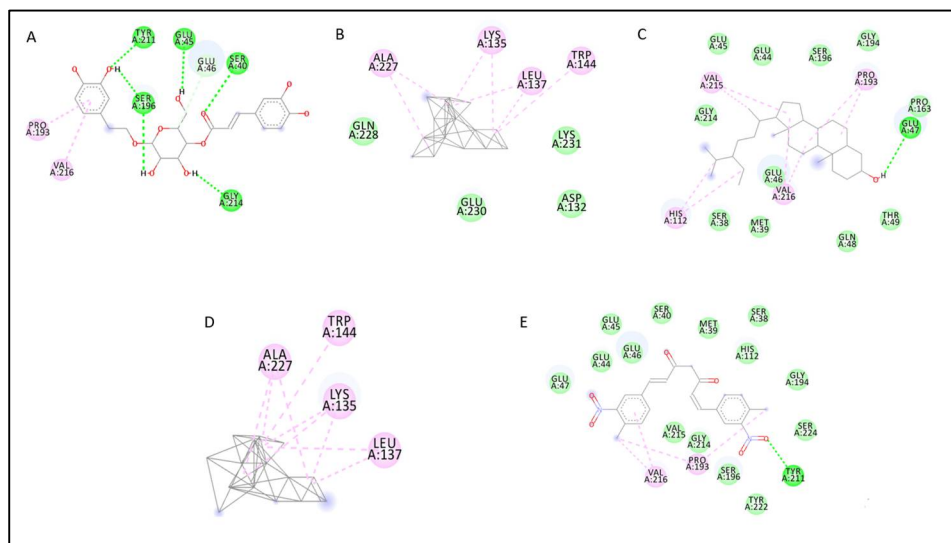 A
TYR
A:211
GLU
A:45
GLU
A:46
SER
A:40
SER
A:196
PRO
A:193
VAL
A:216
GLY
A:214
H
H
H
H
B
LYS
A:135
ALA
A:227
TRP
A:144
LEU
A:137
GLN
A:228
LYS
A:231
GLU
A:230
ASP
A:132
C
GLU
A:45
GLU
A:44
SER
A:196
GLY
A:194
VAL
A:215
PRO
A:193
PRO
A:163
GLY
A:214
GLU
A:47
GLU
A:46
VAL
A:216
H
HIS
A:112
SER
A:38
MET
A:39
GLN
A:48
THR
A:49
D
TRP
A:144
ALA
A:227
LYS
A:135
LEU
A:137
E
SER
A:40
GLU
A:45
MET
A:39
SER
A:38
GLU
A:46
GLU
A:44
HIS
A:112
GLU
A:47
GLY
A:194
VAL
A:215
GLY
A:214
SER
A:224
PRO
A:193
VAL
A:216
SER
A:196
TYR
A:211
TYR
A:222